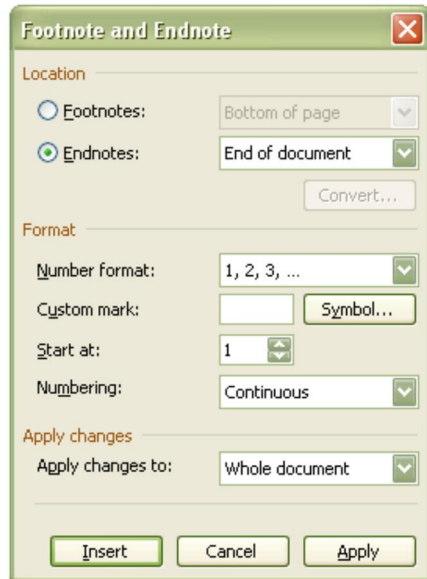 Footnote and Endnote
Location
Footnotes: Bottom of page
Endnotes: End of document
Convert...
Format
Number format: 1, 2, 3, ...
Custom mark: Symbol...
Start at: 1
Numbering: Continuous
Apply changes
Apply changes to: Whole document
Insert Cancel Apply